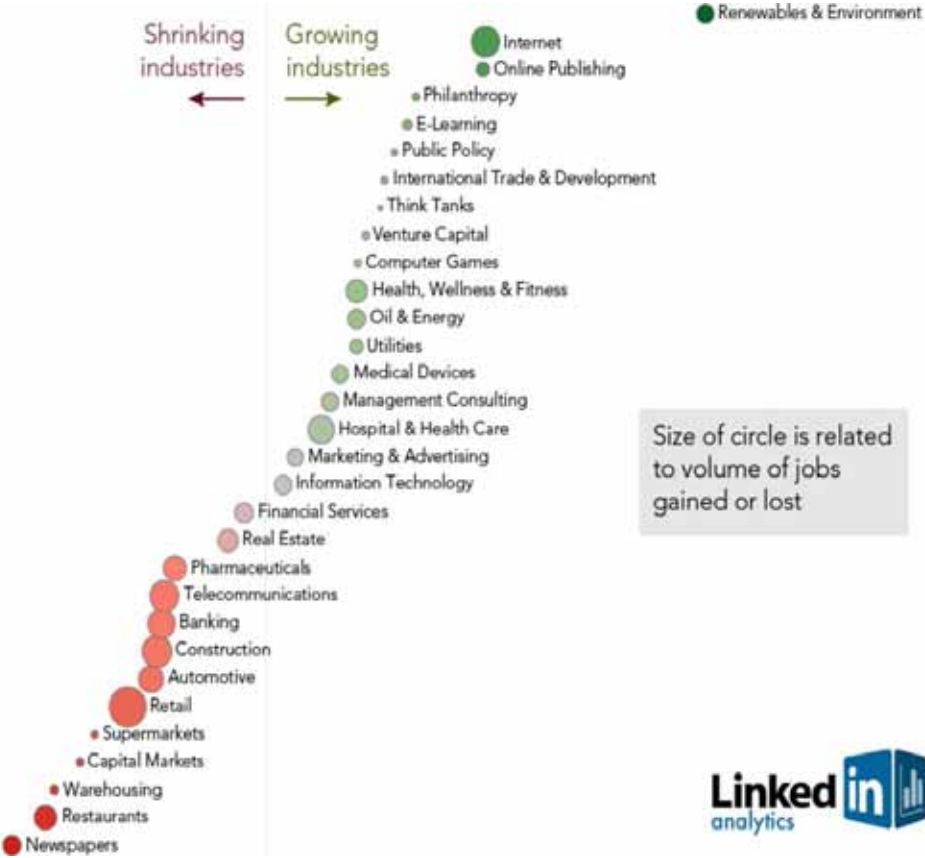 Renewables & Environment
Shrinking
industries
Growing
industries
Internet
Online Publishing
Philanthropy
E-Learning
Public Policy
International Trade & Development
Think Tanks
Venture Capital
Computer Games
Health, Wellness & Fitness
Oil & Energy
Utilities
Medical Devices
Management Consulting
Hospital & Health Care
Marketing & Advertising
Information Technology
Size of circle is related
to volume of jobs
gained or lost
Financial Services
Real Estate
Pharmaceuticals
Telecommunications
Banking
Construction
Automotive
Retail
Supermarkets
Capital Markets
Warehousing
Restaurants
Newspapers
Linked in
analytics